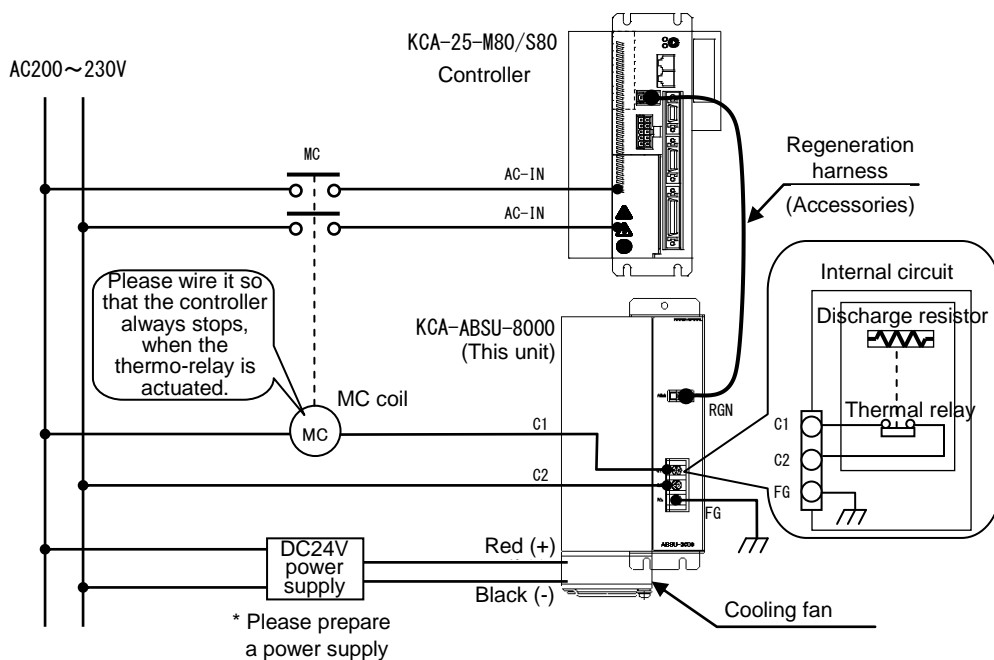 KCA-25-M80/S80
Controller
AC200～230V
MC
AC-IN
AC-IN
Regeneration
harness
(Accessories)
Please wire it so
that the controller
always stops,
when the
thermo-relay is
actuated.
KCA-ABSU-8000
(This unit)
MC coil
MC
C1
C2
RGN
FG
Internal circuit
Discharge resistor
Thermal relay
C1
C2
FG
DC24V
power
supply
Red (+)
Black (-)
Cooling fan
* Please prepare
a power supply